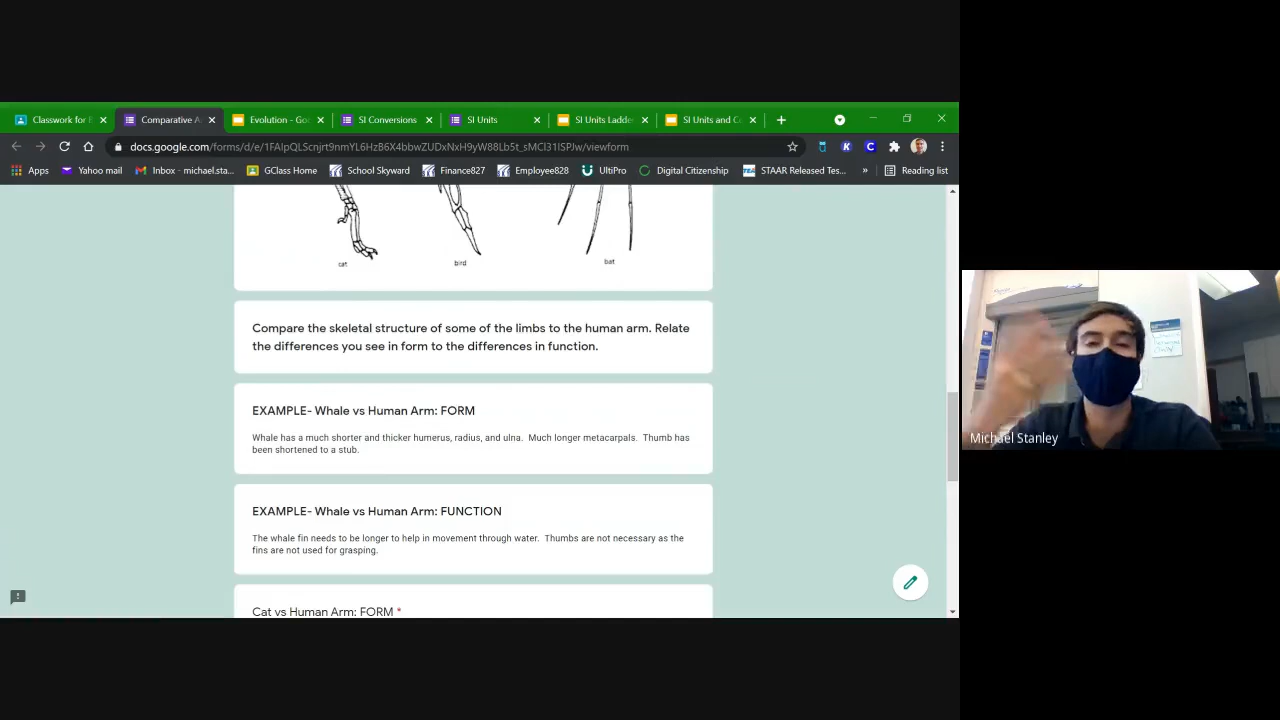 Classwork for
Comparative A
Evolution - Goo
SI Conversions
SI Units
SI Units Ladde
SI Units and C
docs.google.com/forms/d/e/1FAIpQLScnjrt9nmYL6HzB6X4bbwZUDxNxH9yW88Lb5t_sMCl31ISPJw/viewform
Apps
Yahoo mail
Inbox - michael.sta...
GClass Home
School Skyward
Finance827
Employee828
UltiPro
Digital Citizenship
STAAR Released Tes...
»
Reading list
cat
bird
bat
Compare the skeletal structure of some of the limbs to the human arm. Relate
the differences you see in form to the differences in function.
EXAMPLE- Whale vs Human Arm: FORM
Whale has a much shorter and thicker humerus, radius, and ulna. Much longer metacarpals. Thumb has
been shortened to a stub.
EXAMPLE- Whale vs Human Arm: FUNCTION
The whale fin needs to be longer to help in movement through water. Thumbs are not necessary as the
fins are not used for grasping.
Cat vs Human Arm: FORM *
Michael Stanley